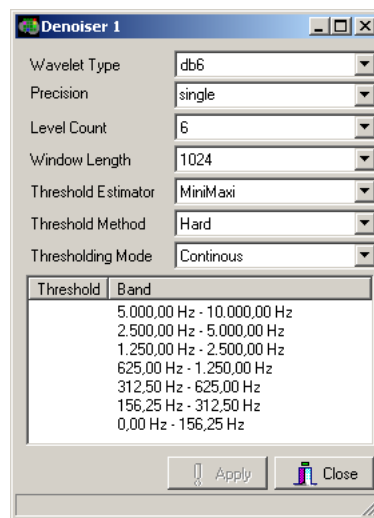 Denoiser 1
Wavelet Type db6
Precision single
Level Count 6
Window Length 1024
Threshold Estimator MiniMaxi
Threshold Method Hard
Thresholding Mode Continous
Threshold Band
5.000,00 Hz - 10.000,00 Hz
2.500,00 Hz - 5.000,00 Hz
1.250,00 Hz - 2.500,00 Hz
625,00 Hz - 1.250,00 Hz
312,50 Hz - 625,00 Hz
156,25 Hz - 312,50 Hz
0,00 Hz - 156,25 Hz
Apply Close